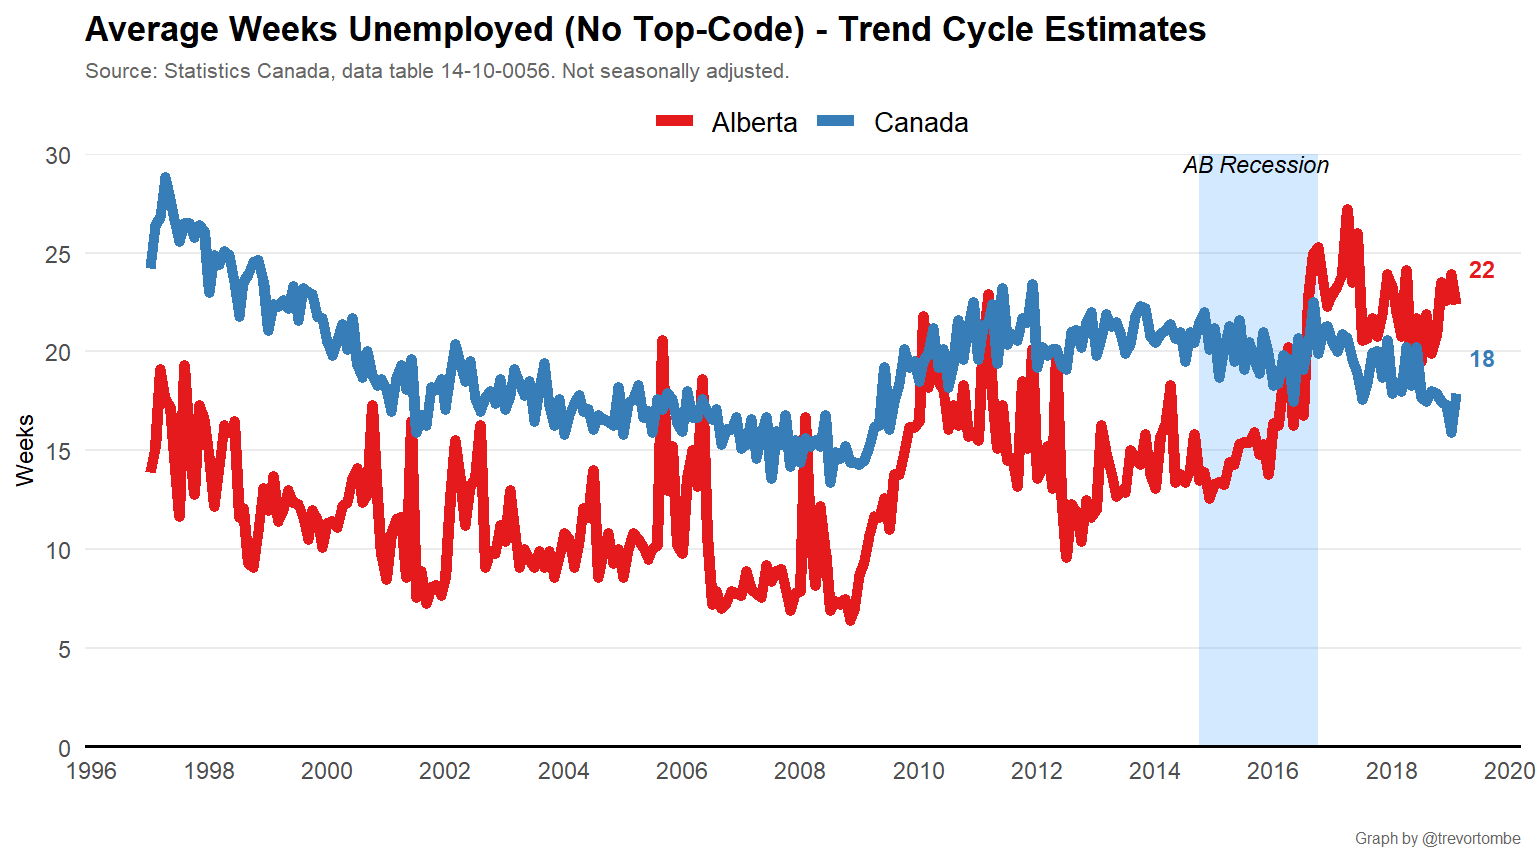 Average Weeks Unemployed (No Top-Code) - Trend Cycle Estimates
Source: Statistics Canada, data table 14-10-0056. Not seasonally adjusted.
Alberta Canada
AB Recession
30
25
20
15
10
5
0
Weeks
22
18
1996 1998 2000 2002 2004 2006 2008 2010 2012 2014 2016 2018 2020
Graph by @trevortombe